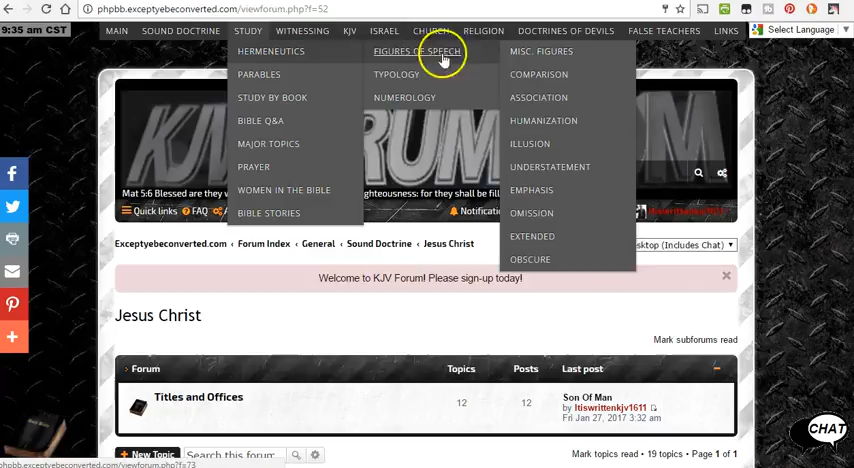 phpbb.exceptyebeconverted.com/viewforum.php?f=52
9:35 am CST
MAIN SOUND DOCTRINE STUDY WITNESSING KJV ISRAEL CHURCH RELIGION DOCTRINES OF DEVILS FALSE TEACHERS LINKS
Select Language
HERMENEUTICS
PARABLES
STUDY BY BOOK
BIBLE Q&A
MAJOR TOPICS
PRAYER
WOMEN IN THE BIBLE
BIBLE STORIES
FIGURES OF SPEECH
TYPOLOGY
NUMEROLOGY
MISC. FIGURES
COMPARISON
ASSOCIATION
HUMANIZATION
ILLUSION
UNDERSTATEMENT
EMPHASIS
OMISSION
EXTENDED
OBSCURE
KJV FORUM
Mat 5:6 Blessed are they
ghteousness: for they shall be fill
Quick links FAQ
Notificatio
Itiswrittenkjv1611
Exceptyebeconverted.com ‹ Forum Index ‹ General ‹ Sound Doctrine ‹ Jesus Christ
sktop (Includes Chat)
Welcome to KJV Forum! Please sign-up today!
Jesus Christ
Mark subforums read
Forum Topics Posts Last post
Titles and Offices 12 12 Son Of Man
by Itiswrittenkjv1611
Fri Jan 27, 2017 3:32 am
New Topic Search this forum…
Mark topics read • 19 topics • Page 1 of 1
CHAT
phpbb.exceptyebeconverted.com/viewforum.php?f=73